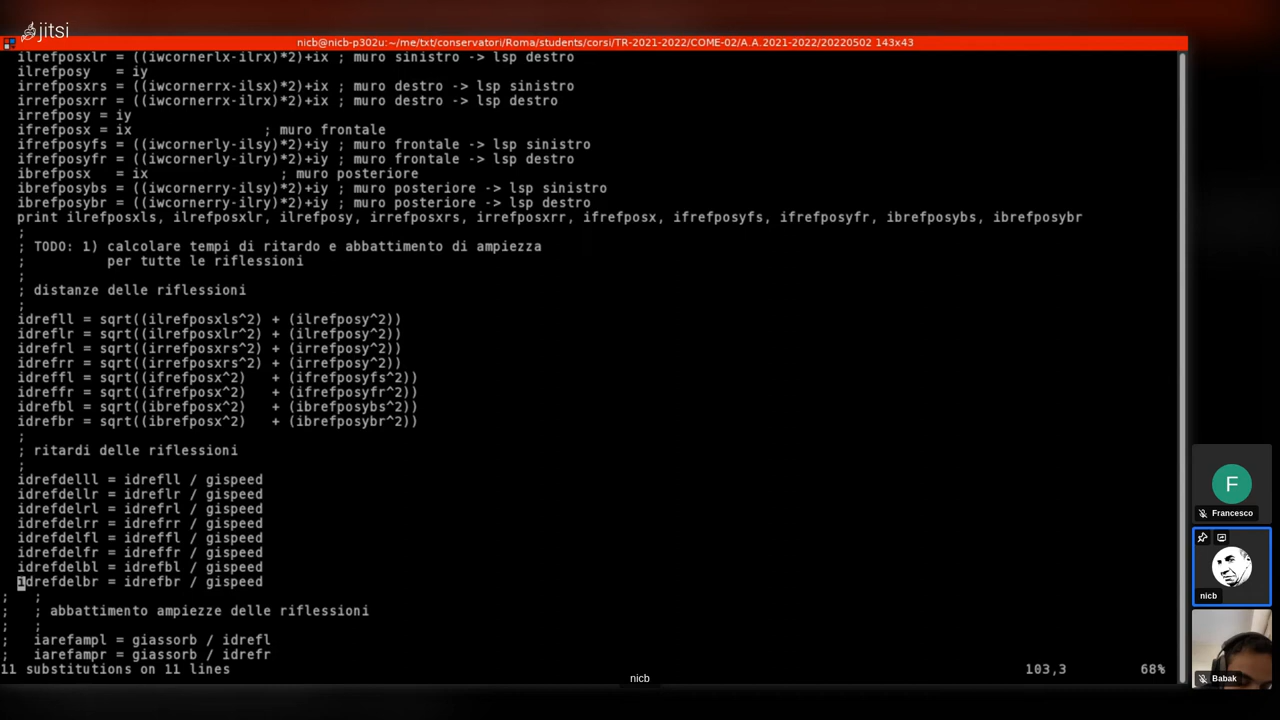 jitsi
nicb@nicb-p302u:~/me/txt/conservatori/Roma/students/corsi/TR-2021-2022/COME-02/A.A.2021-2022/20220502 143x43
ilrefposxlr = ((iwcornerlx-ilrx)*2)+ix ; muro sinistro -> lsp destro
ilrefposy   = iy
irrefposxrs = ((iwcornerrx-ilsx)*2)+ix ; muro destro -> lsp sinistro
irrefposxrr = ((iwcornerrx-ilrx)*2)+ix ; muro destro -> lsp destro
irrefposy = iy
ifrefposx = ix                ; muro frontale
ifrefposyfs = ((iwcornerly-ilsy)*2)+iy ; muro frontale -> lsp sinistro
ifrefposyfr = ((iwcornerly-ilry)*2)+iy ; muro frontale -> lsp destro
ibrefposx   = ix                ; muro posteriore
ibrefposybs = ((iwcornerry-ilsy)*2)+iy ; muro posteriore -> lsp sinistro
ibrefposybr = ((iwcornerry-ilry)*2)+iy ; muro posteriore -> lsp destro
print ilrefposxls, ilrefposxlr, ilrefposy, irrefposxrs, irrefposxrr, ifrefposx, ifrefposyfs, ifrefposyfr, ibrefposybs, ibrefposybr
;
; TODO: 1) calcolare tempi di ritardo e abbattimento di ampiezza
;          per tutte le riflessioni
;
; distanze delle riflessioni
;
idrefll = sqrt((ilrefposxls^2) + (ilrefposy^2))
idreflr = sqrt((ilrefposxlr^2) + (ilrefposy^2))
idrefrl = sqrt((irrefposxrs^2) + (irrefposy^2))
idrefrr = sqrt((irrefposxrs^2) + (irrefposy^2))
idreffl = sqrt((ifrefposx^2)   + (ifrefposyfs^2))
idreffr = sqrt((ifrefposx^2)   + (ifrefposyfr^2))
idrefbl = sqrt((ibrefposx^2)   + (ibrefposybs^2))
idrefbr = sqrt((ibrefposx^2)   + (ibrefposybr^2))
;
; ritardi delle riflessioni
;
idrefdelll = idrefll / gispeed
idrefdellr = idreflr / gispeed
idrefdelrl = idrefrl / gispeed
idrefdelrr = idrefrr / gispeed
idrefdelfl = idreffl / gispeed
idrefdelfr = idreffr / gispeed
idrefdelbl = idrefbl / gispeed
idrefdelbr = idrefbr / gispeed
;   ;
;   ; abbattimento ampiezze delle riflessioni
;   ;
;   iarefampl = giassorb / idrefl
;   iarefampr = giassorb / idrefr
11 substitutions on 11 lines
103,3
68%
nicb
F
Francesco
nicb
Babak